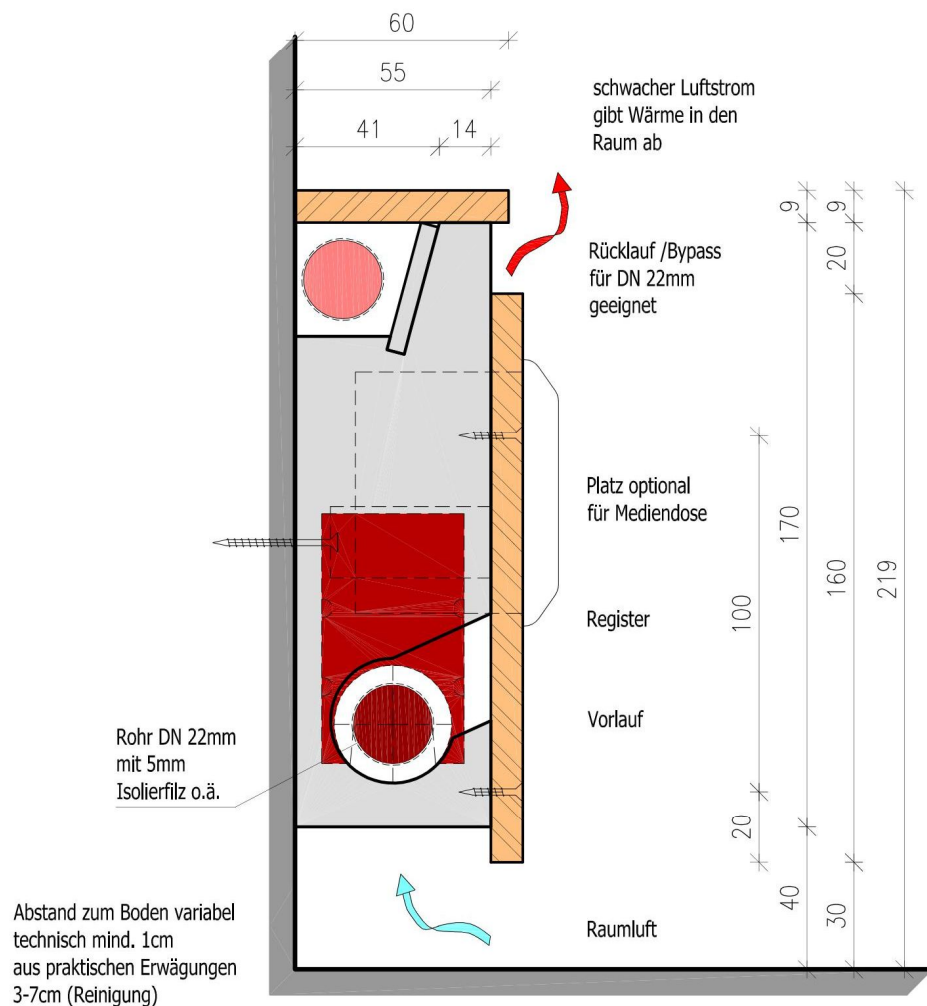 60
55
41
14
schwacher Luftstrom
gibt Wärme in den
Raum ab
9
9
20
Rücklauf /Bypass
für DN 22mm
geeignet
Platz optional
für Mediendose
170
160
219
100
Register
Vorlauf
Rohr DN 22mm
mit 5mm
Isolierfilz o.ä.
20
40
30
Raumluft
Abstand zum Boden variabel
technisch mind. 1cm
aus praktischen Erwägungen
3-7cm (Reinigung)